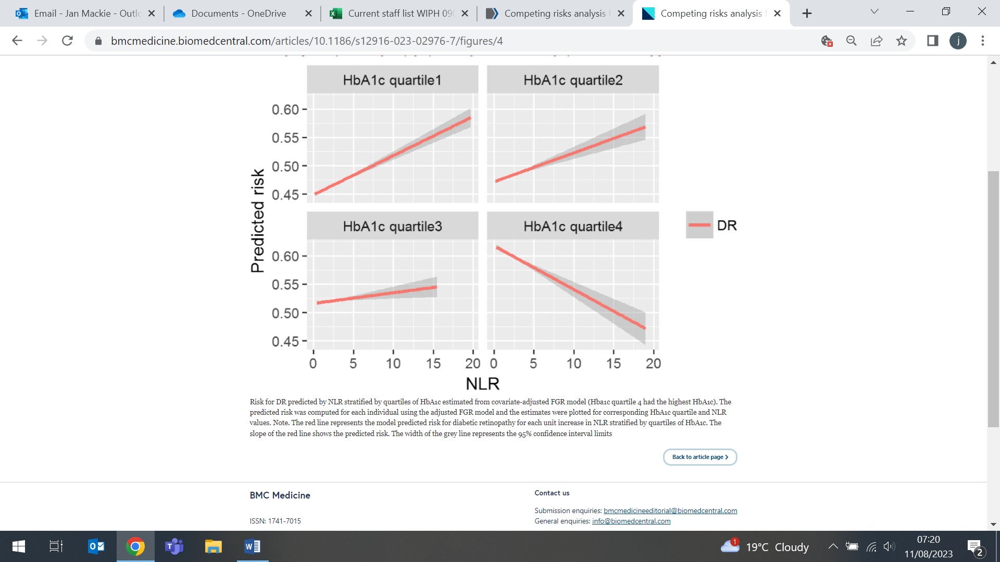 Email - Jan Mackie - Outlo
Documents - OneDrive
Current staff list WIPH 090
Competing risks analysis f
Competing risks analysis f
bmcmedicine.biomedcentral.com/articles/10.1186/s12916-023-02976-7/figures/4
j
HbA1c quartile1
HbA1c quartile2
0.60
0.55
0.50
0.45
HbA1c quartile3
HbA1c quartile4
0.60
0.55
0.50
0.45
Predicted risk
DR
0 5 10 15 20 0 5 10 15 20
NLR
Risk for DR predicted by NLR stratified by quartiles of HbA1c estimated from covariate-adjusted FGR model (Hba1c quartile 4 had the highest HbA1c). The
predicted risk was computed for each individual using the adjusted FGR model and the estimates were plotted for corresponding HbA1c quartile and NLR
values. Note. The red line represents the model predicted risk for diabetic retinopathy for each unit increase in NLR stratified by quartiles of HbA1c. The
slope of the red line shows the predicted risk. The width of the grey line represents the 95% confidence interval limits
Back to article page
BMC Medicine
ISSN: 1741-7015
Contact us
Submission enquiries: bmcmedicineeditorial@biomedcentral.com
General enquiries: info@biomedcentral.com
1
19°C Cloudy
07:20
11/08/2023
2